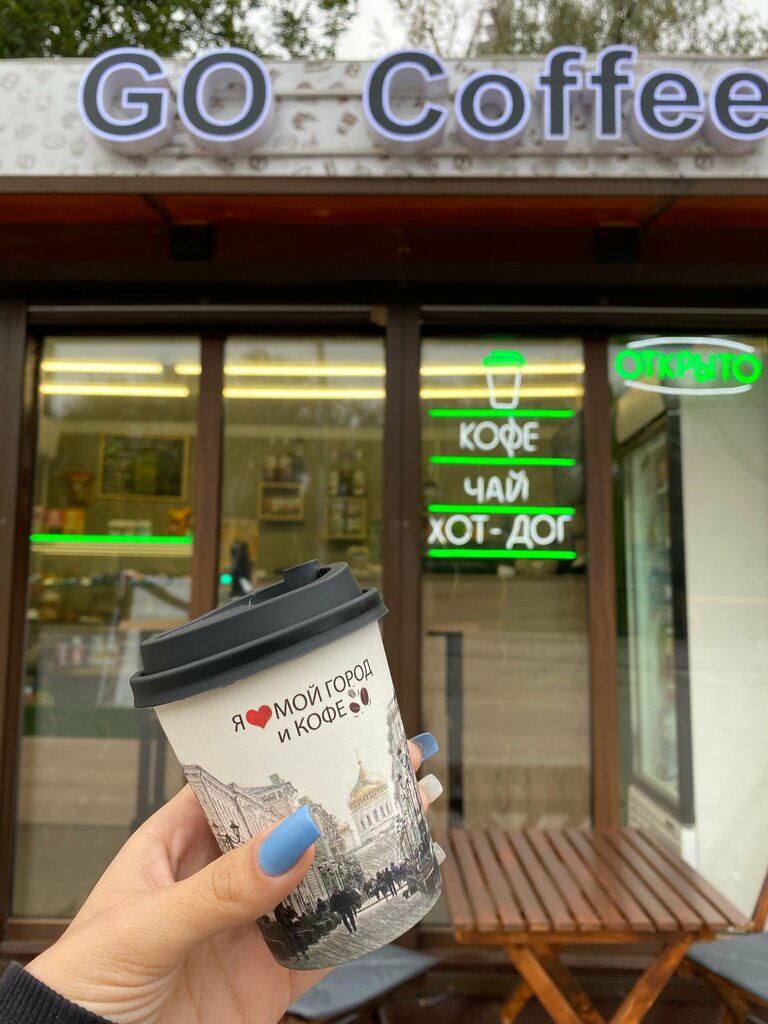 GO Coffee
ОТКРЫТО
КОФЕ
ЧАЙ
ХОТ-ДОГ
Я❤МОЙ ГОРОД
И КОФЕ